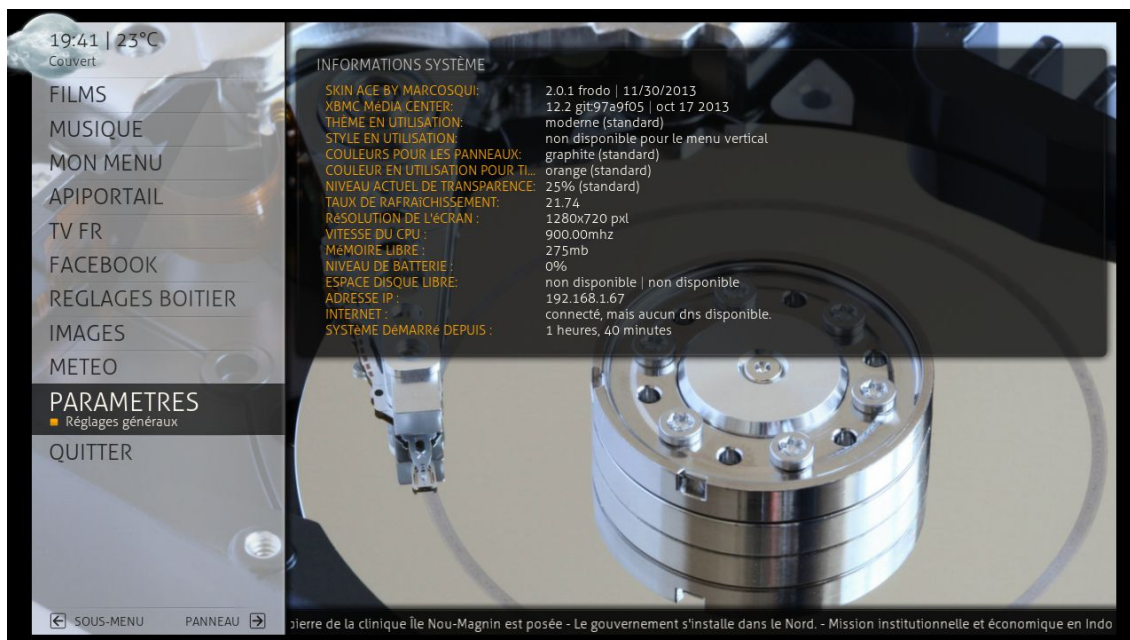 19:41 | 23°C
Couvert
FILMS
MUSIQUE
MON MENU
APIPORTAIL
TV FR
FACEBOOK
REGLAGES BOITIER
IMAGES
METEO
PARAMETRES
Réglages généraux
QUITTER
SOUS-MENU PANNEAU
INFORMATIONS SYSTÈME
SKIN ACE BY MARCOSQUI: 2.0.1 frodo | 11/30/2013
XBMC MéDIA CENTER: 12.2 git:97a9f05 | oct 17 2013
THÈME EN UTILISATION: moderne (standard)
STYLE EN UTILISATION: non disponible pour le menu vertical
COULEURS POUR LES PANNEAUX: graphite (standard)
COULEUR EN UTILISATION POUR TI... orange (standard)
NIVEAU ACTUEL DE TRANSPARENCE: 25% (standard)
TAUX DE RAFRAîCHISSEMENT: 21.74
RéSOLUTION DE L'éCRAN : 1280x720 pxl
VITESSE DU CPU : 900.00mhz
MéMOIRE LIBRE : 275mb
NIVEAU DE BATTERIE : 0%
ESPACE DISQUE LIBRE: non disponible | non disponible
ADRESSE IP : 192.168.1.67
INTERNET : connecté, mais aucun dns disponible.
SYSTèME DéMARRé DEPUIS : 1 heures, 40 minutes
pierre de la clinique Île Nou-Magnin est posée - Le gouvernement s'installe dans le Nord. - Mission institutionnelle et économique en Indo